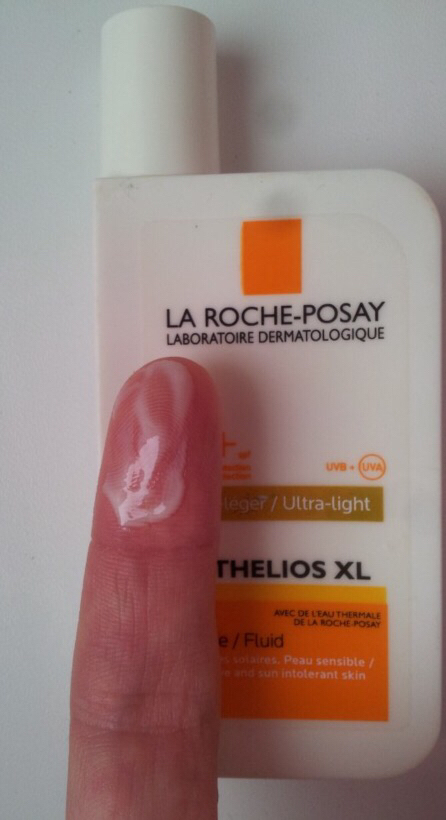 LA ROCHE-POSAY
LABORATOIRE DERMATOLOGIQUE
UVB + UVA
léger / Ultra-light
THELIOS XL
AVEC DE L'EAU THERMALE
DE LA ROCHE-POSAY
e / Fluid
es solaires. Peau sensible /
e and sun intolerant skin